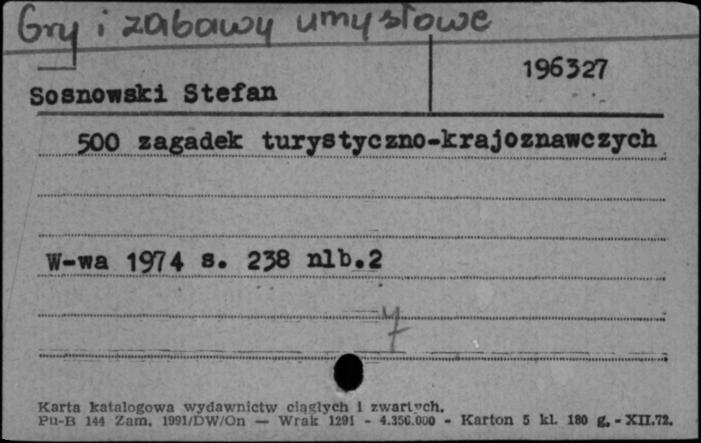 Gry i zabawy umysłowe
196327
Sosnowski Stefan
500 zagadek turystyczno-krajoznawczych
W-wa 1974 s. 238 nlb.2
Karta katalogowa wydawnictw ciągłych i zwartych.
Pu-B 144 Zam. 1991/DW/On — Wrak 1291 - 4.350.000 - Karton 5 kl. 180 g. - XII.72.